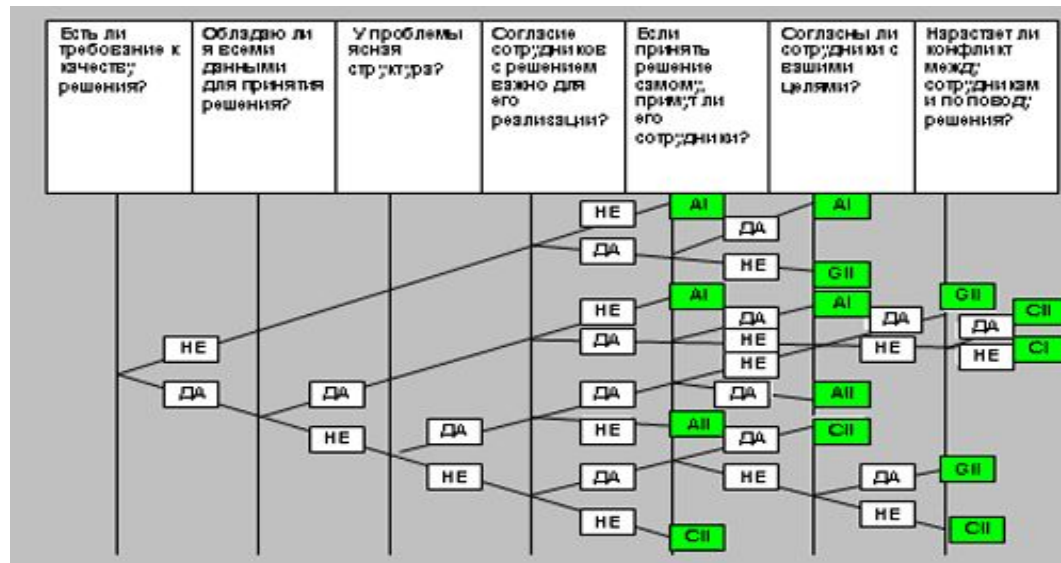 Есть ли
требование к
качеству
решения?
Обладаю ли
я всеми
данными
для принятия
решения?
У проблемы
ясная
структура?
Согласие
сотрудников
с решением
важно для
его
реализации?
Если
принять
решение
самому,
примут ли
его
сотрудники?
Согласны ли
сотрудники с
вашими
целями?
Нарастает ли
конфликт
между
сотрудникам
и по поводу
решения?
НЕ
AI
AI
ДА
ДА
НЕ
GII
НЕ
AI
ДА
AI
ДА
GII
ДА
CII
НЕ
ДА
НЕ
НЕ
НЕ
CI
НЕ
ДА
ДА
ДА
ДА
AII
НЕ
ДА
НЕ
AII
ДА
CII
НЕ
ДА
НЕ
ДА
GII
НЕ
НЕ
CII
CII